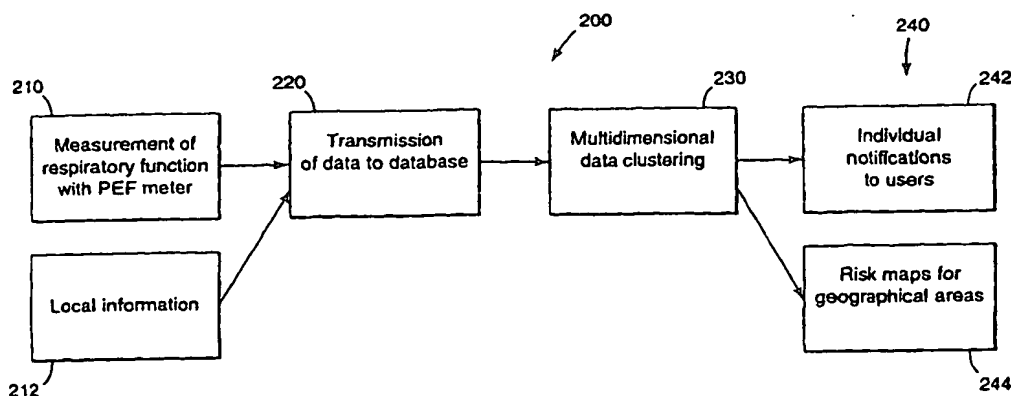 200
240
210
220
230
242
Measurement of
respiratory function
with PEF meter
Transmission
of data to database
Multidimensional
data clustering
Individual
notifications
to users
Local information
Risk maps for
geographical areas
212
244